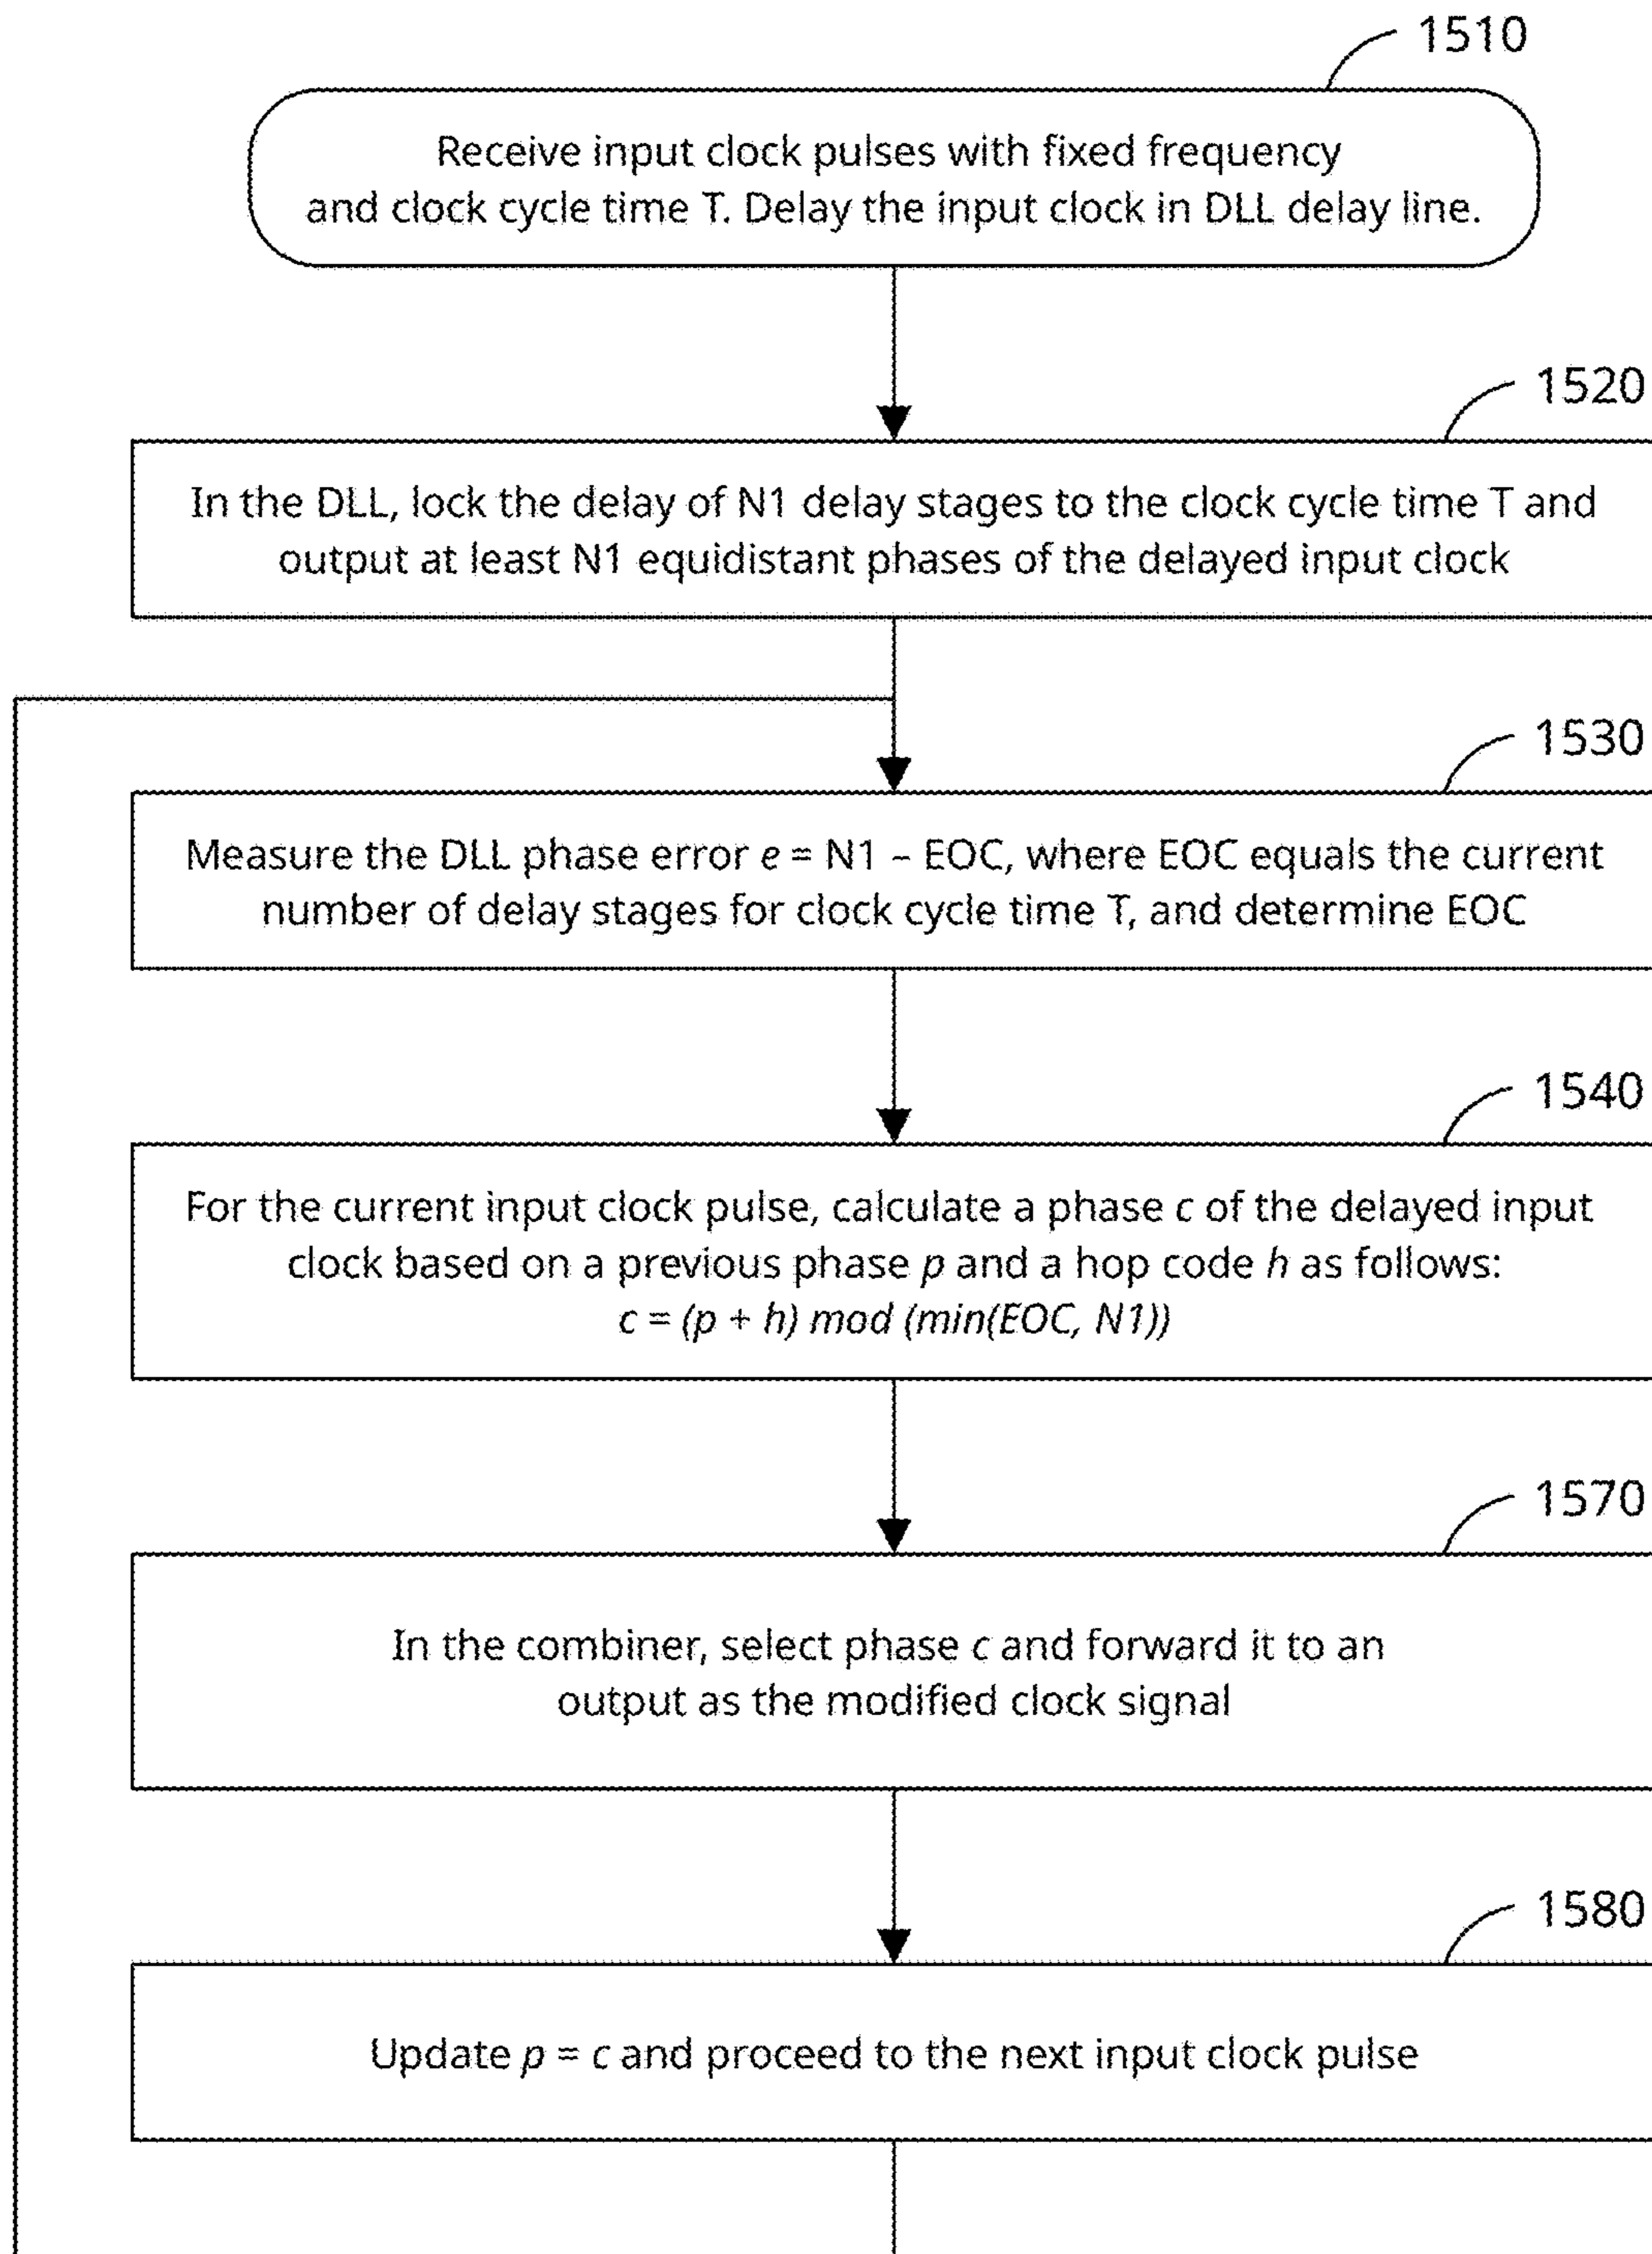 1510
Receive input clock pulses with fixed frequency
and clock cycle time T. Delay the input clock in DLL delay line.
1520
In the DLL, lock the delay of N1 delay stages to the clock cycle time T and
output at least N1 equidistant phases of the delayed input clock
1530
Measure the DLL phase error e = N1 – EOC, where EOC equals the current
number of delay stages for clock cycle time T, and determine EOC
1540
For the current input clock pulse, calculate a phase c of the delayed input
clock based on a previous phase p and a hop code h as follows:
c = (p + h) mod (min(EOC, N1))
1570
In the combiner, select phase c and forward it to an
output as the modified clock signal
1580
Update p = c and proceed to the next input clock pulse